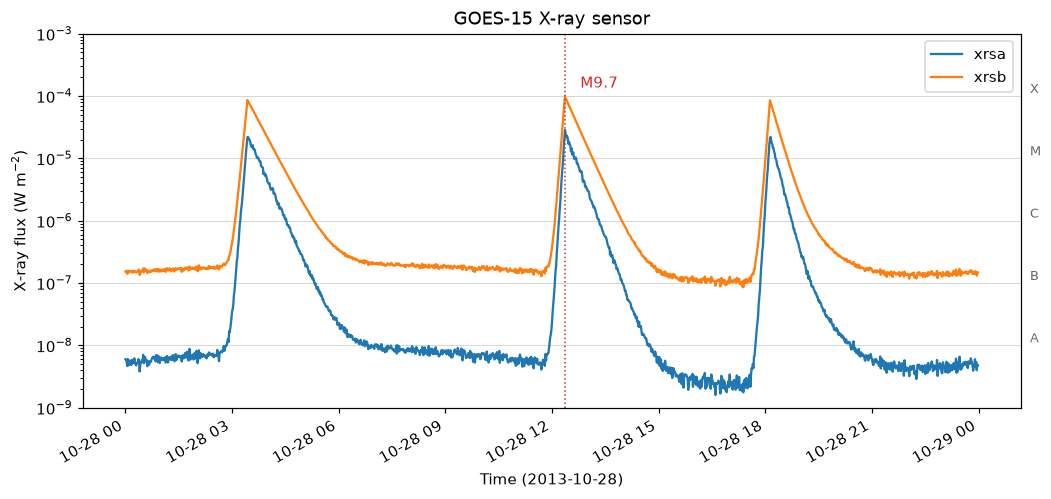 GOES-15 X-ray sensor
10⁻³
10⁻⁴
10⁻⁵
10⁻⁶
10⁻⁷
10⁻⁸
10⁻⁹
X-ray flux (W m⁻²)
M9.7
xrsa
xrsb
X
M
C
B
A
10-28 00
10-28 03
10-28 06
10-28 09
10-28 12
10-28 15
10-28 18
10-28 21
10-29 00
Time (2013-10-28)